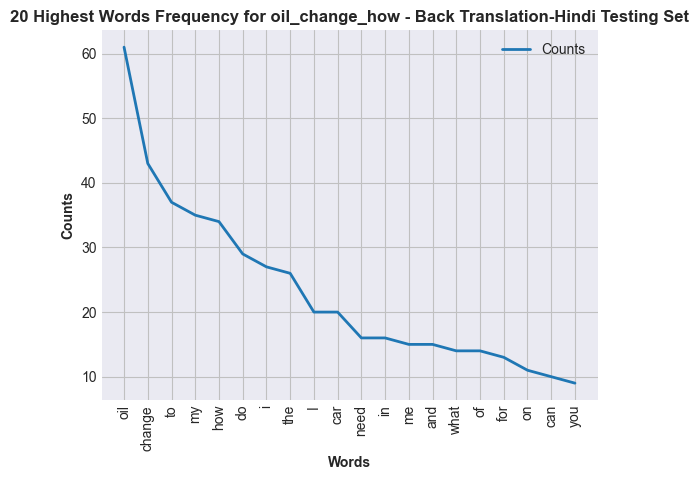 20 Highest Words Frequency for oil_change_how - Back Translation-Hindi Testing Set
Counts
60
50
40
30
20
10
Counts
oil
change
to
my
how
do
i
the
I
car
need
in
me
and
what
of
for
on
can
you
Words